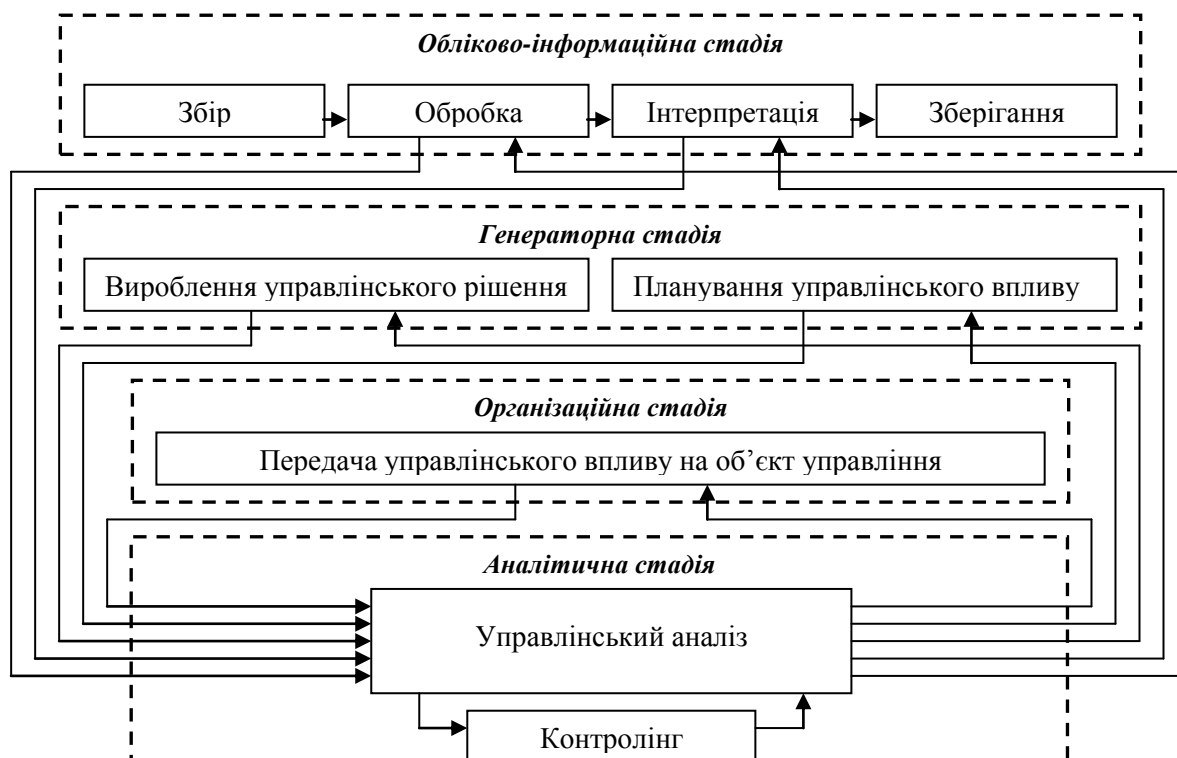 Обліково-інформаційна стадія
Збір
Обробка
Інтерпретація
Зберігання
Генераторна стадія
Вироблення управлінського рішення
Планування управлінського впливу
Організаційна стадія
Передача управлінського впливу на об’єкт управління
Аналітична стадія
Управлінський аналіз
Контролінг